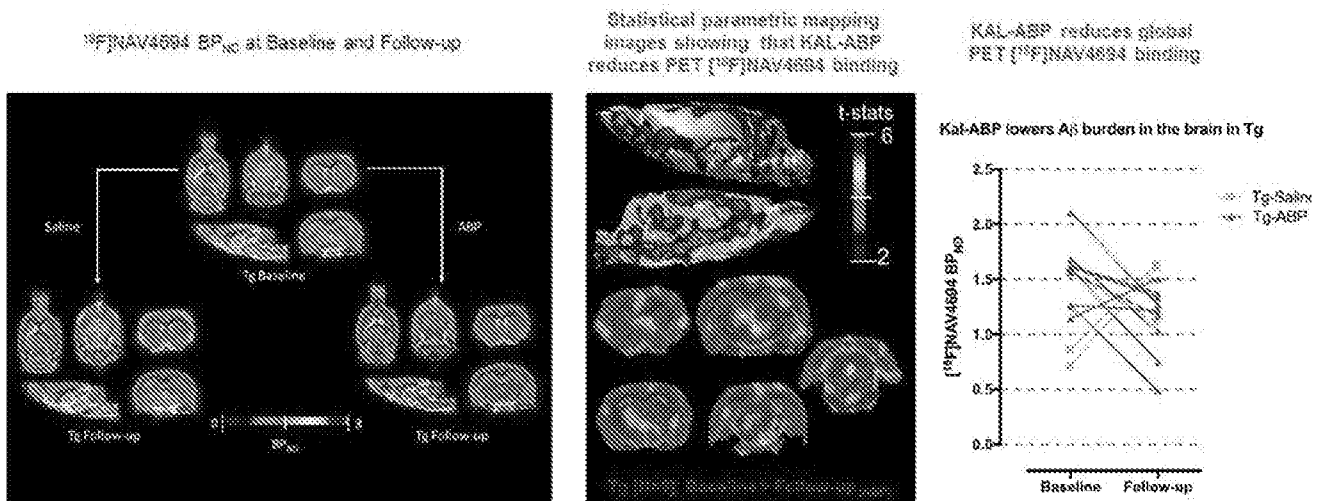 ¹⁸F]NAV4694 BP_ND at Baseline and Follow-up
Saline
ABP
Tg Baseline
Tg Follow-up
0
3
BP_ND
Tg Follow-up
Statistical parametric mapping
images showing that KAL-ABP
reduces PET [¹⁸F]NAV4694 binding
t-stats
6
2
KAL-ABP reduces global
PET [¹⁸F]NAV4694 binding
Kal-ABP lowers Aβ burden in the brain in Tg
2.5
2.0
1.5
1.0
0.5
0.0
[¹⁸F]NAV4694 BP_ND
Baseline
Follow-up
Tg-Saline
Tg-ABP